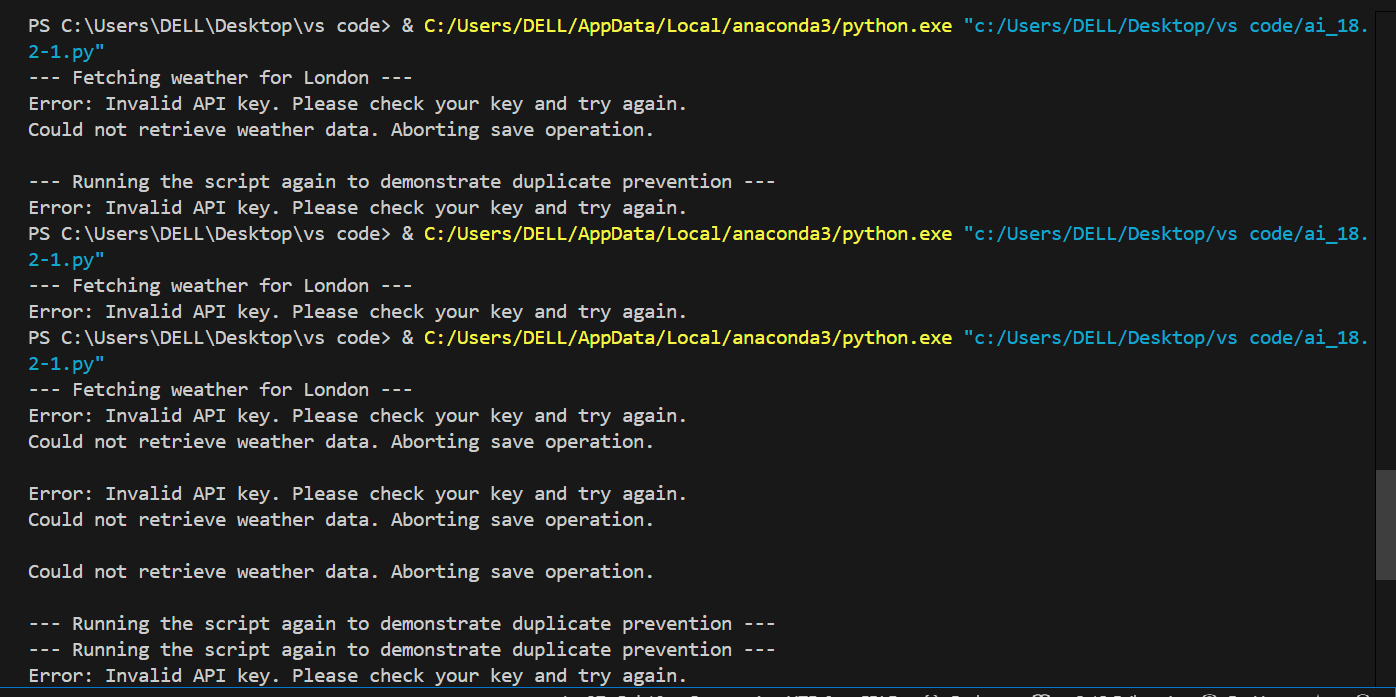 PS C:\Users\DELL\Desktop\vs code> & C:/Users/DELL/AppData/Local/anaconda3/python.exe "c:/Users/DELL/Desktop/vs code/ai_18.
2-1.py"
--- Fetching weather for London ---
Error: Invalid API key. Please check your key and try again.
Could not retrieve weather data. Aborting save operation.
--- Running the script again to demonstrate duplicate prevention ---
Error: Invalid API key. Please check your key and try again.
PS C:\Users\DELL\Desktop\vs code> & C:/Users/DELL/AppData/Local/anaconda3/python.exe "c:/Users/DELL/Desktop/vs code/ai_18.
2-1.py"
--- Fetching weather for London ---
Error: Invalid API key. Please check your key and try again.
PS C:\Users\DELL\Desktop\vs code> & C:/Users/DELL/AppData/Local/anaconda3/python.exe "c:/Users/DELL/Desktop/vs code/ai_18.
2-1.py"
--- Fetching weather for London ---
Error: Invalid API key. Please check your key and try again.
Could not retrieve weather data. Aborting save operation.
Error: Invalid API key. Please check your key and try again.
Could not retrieve weather data. Aborting save operation.
Could not retrieve weather data. Aborting save operation.
--- Running the script again to demonstrate duplicate prevention ---
--- Running the script again to demonstrate duplicate prevention ---
Error: Invalid API key. Please check your key and try again.